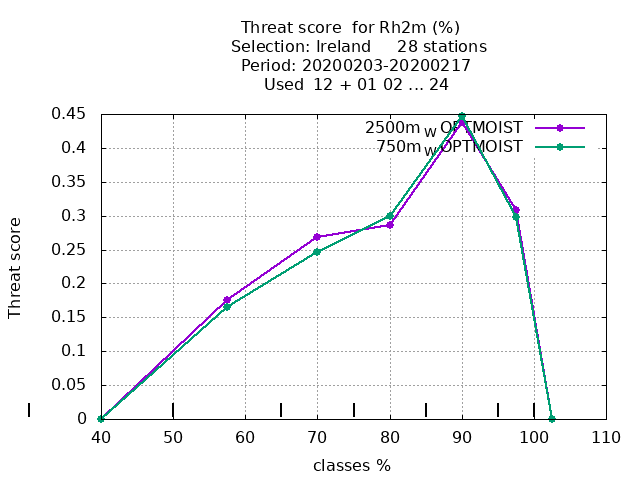 Threat score  for Rh2m (%)
Selection: Ireland     28 stations
Period: 20200203-20200217
Used  12 + 01 02 ... 24
2500m W OPTMOIST
750m W OPTMOIST
0.45
0.4
0.35
0.3
0.25
0.2
0.15
0.1
0.05
0
Threat score
40 50 60 70 80 90 100 110
classes %